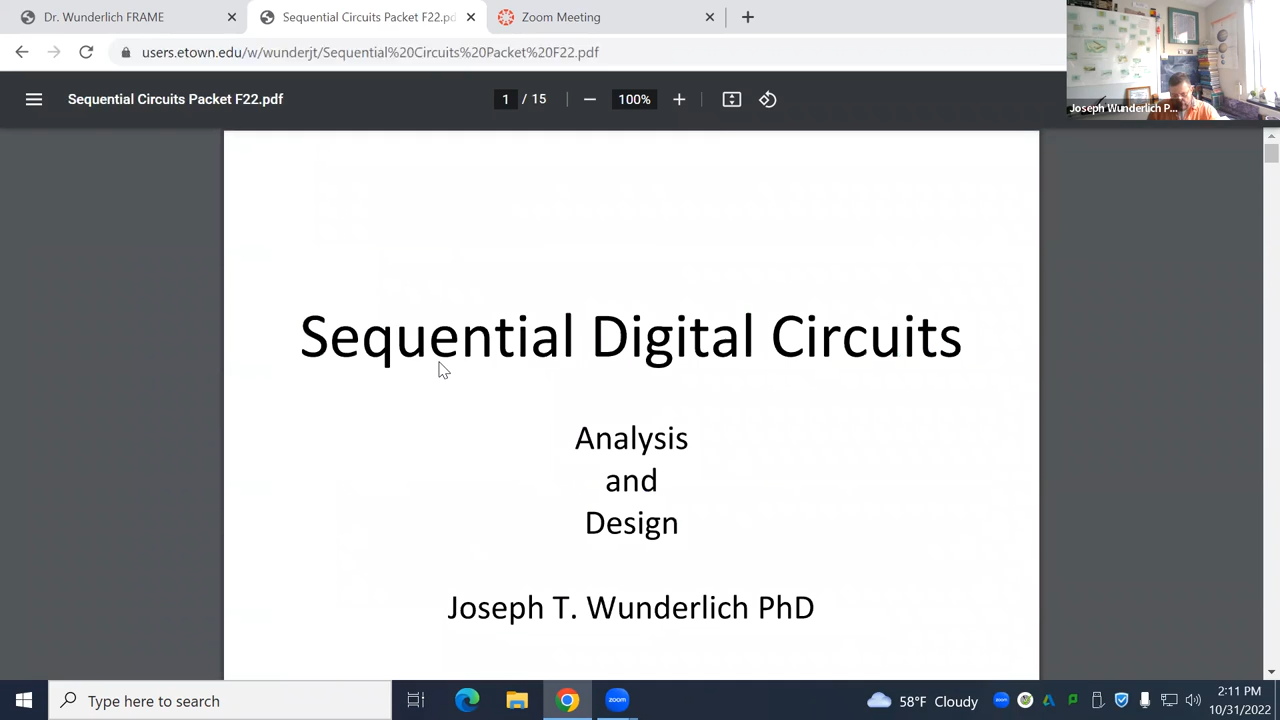 Dr. Wunderlich FRAME
Sequential Circuits Packet F22.pd
Zoom Meeting
users.etown.edu/w/wunderjt/Sequential%20Circuits%20Packet%20F22.pdf
Joseph Wunderlich P...
Sequential Circuits Packet F22.pdf
1 / 15
100%
Sequential Digital Circuits
Analysis
and
Design
Joseph T. Wunderlich PhD
Type here to search
zoom
zoom
58°F Cloudy
2:11 PM
10/31/2022